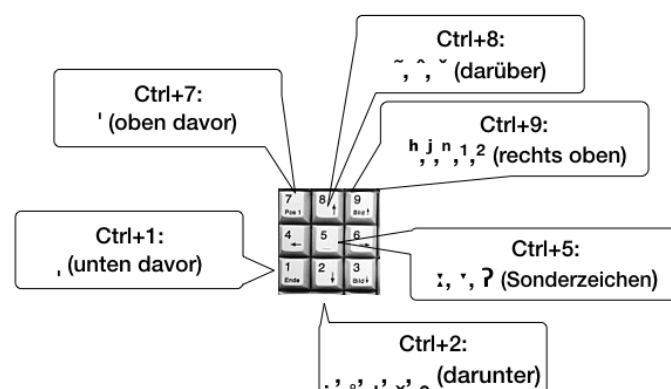 Ctrl+8:
˜, ˆ, ˇ (darüber)
Ctrl+7:
ˈ (oben davor)
Ctrl+9:
ʰ,ʲ,ⁿ,¹,² (rechts oben)
7 8 9
Pos 1 ↑ Bild↑
4 5 6
← →
1 2 3
Ende ↓ Bild↓
Ctrl+1:
ˌ (unten davor)
Ctrl+5:
ː, ˑ, ʔ (Sonderzeichen)
Ctrl+2:
(darunter)